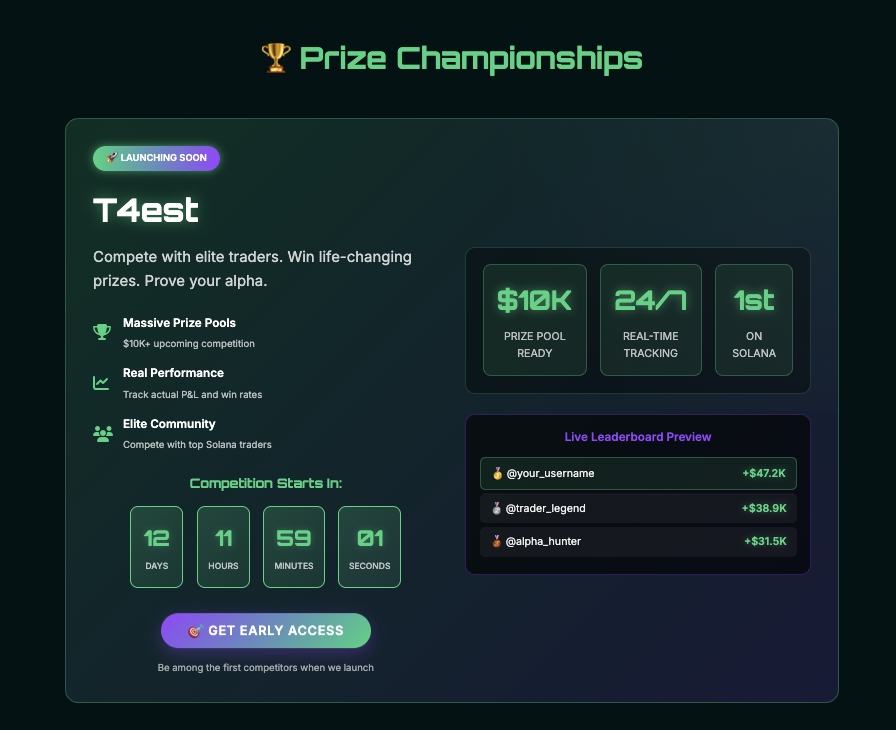 🏆 Prize Championships
🚀 LAUNCHING SOON
T4est
Compete with elite traders. Win life-changing
prizes. Prove your alpha.
Massive Prize Pools
$10K+ upcoming competition
Real Performance
Track actual P&L and win rates
Elite Community
Compete with top Solana traders
Competition Starts In:
12
DAYS
11
HOURS
59
MINUTES
01
SECONDS
🎯 GET EARLY ACCESS
Be among the first competitors when we launch
$10K
PRIZE POOL
READY
24/7
REAL-TIME
TRACKING
1st
ON
SOLANA
Live Leaderboard Preview
🥇 @your_username +$47.2K
🥈 @trader_legend +$38.9K
🥉 @alpha_hunter +$31.5K